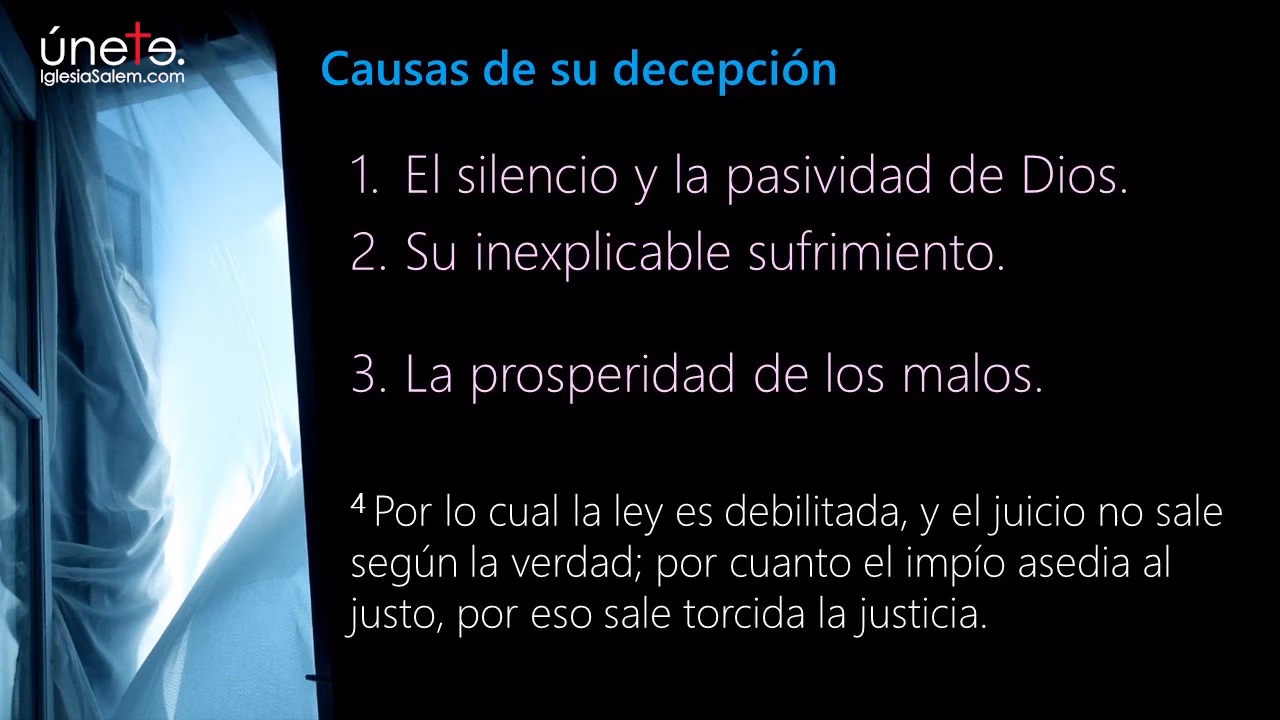 únete.
IglesiaSalem.com
Causas de su decepción
1. El silencio y la pasividad de Dios.
2. Su inexplicable sufrimiento.
3. La prosperidad de los malos.
4 Por lo cual la ley es debilitada, y el juicio no sale
según la verdad; por cuanto el impío asedia al
justo, por eso sale torcida la justicia.